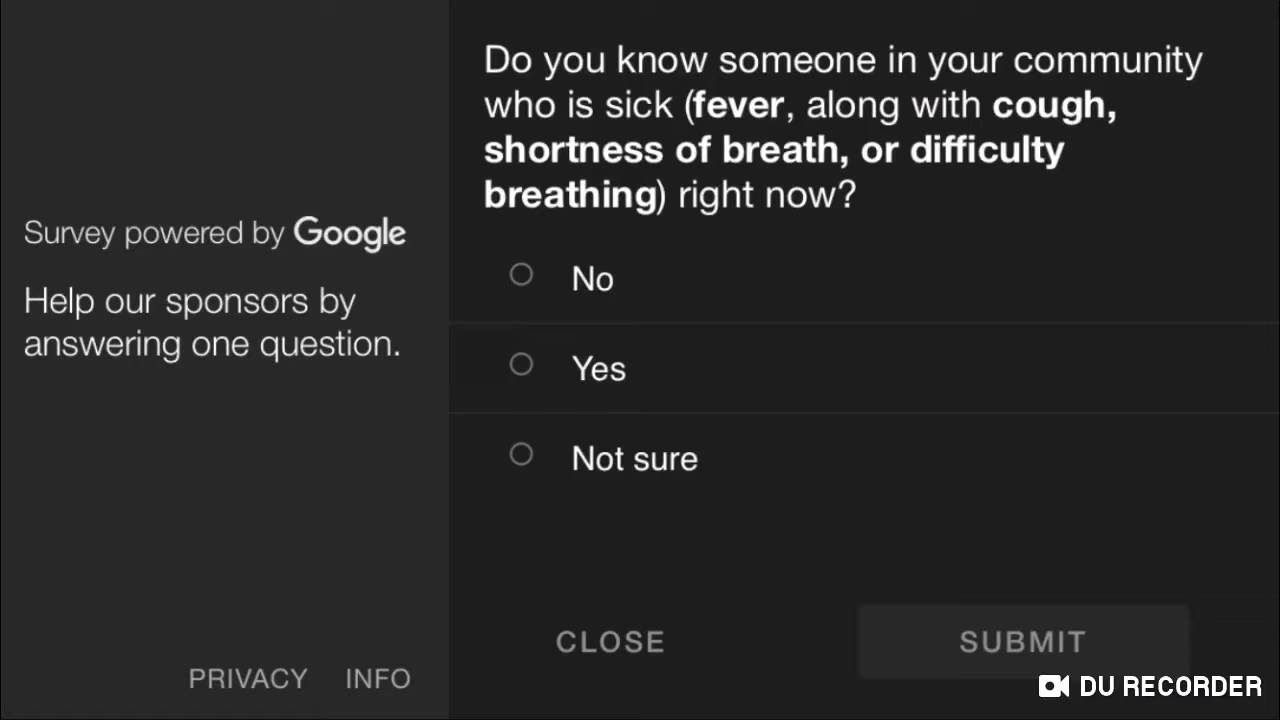 Survey powered by Google
Help our sponsors by
answering one question.
PRIVACY INFO
Do you know someone in your community
who is sick (fever, along with cough,
shortness of breath, or difficulty
breathing) right now?
No
Yes
Not sure
CLOSE
SUBMIT
DU RECORDER